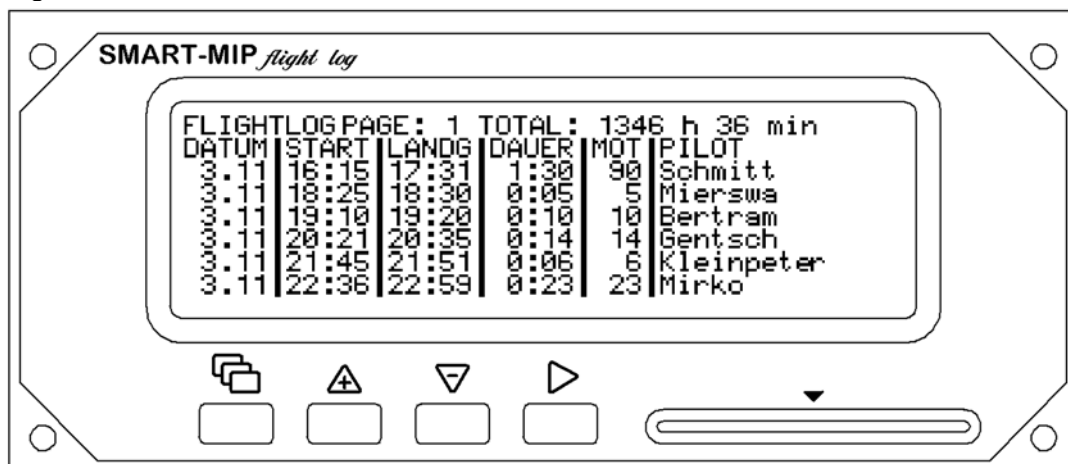 SMART-MIP flight log
FLIGHTLOG PAGE: 1 TOTAL: 1346 h 36 min
DATUM START LANDG DAUER MOT PILOT
3.11 16:15 17:31 1:30 90 Schmitt
3.11 18:25 18:30 0:05 5 Mierswa
3.11 19:10 19:20 0:10 10 Bertram
3.11 20:21 20:35 0:14 14 Gentsch
3.11 21:45 21:51 0:06 6 Kleinpeter
3.11 22:36 22:59 0:23 23 Mirko